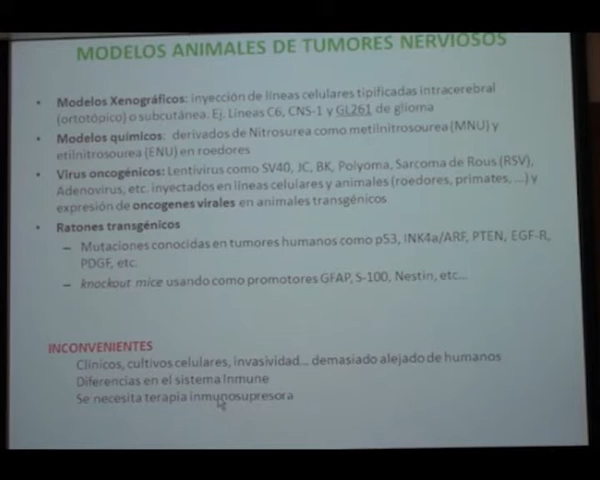 MODELOS ANIMALES DE TUMORES NERVIOSOS
• Modelos Xenográficos: inyección de líneas celulares tipificadas intracerebral
(ortotópico) o subcutánea. Ej. Lineas C6, CNS-1 y GL261 de glioma
• Modelos químicos: derivados de Nitrosurea como metilnitrosourea (MNU) y
etilnitrosourea (ENU) en roedores
• Virus oncogénicos: Lentivirus como SV40, JC, BK, Polyoma, Sarcoma de Rous (RSV),
Adenovirus, etc. inyectados en líneas celulares y animales (roedores, primates, ...) y
expresión de oncogenes virales en animales transgénicos
• Ratones transgénicos
– Mutaciones conocidas en tumores humanos como p53, INK4a/ARF, PTEN, EGF-R,
PDGF, etc.
– knockout mice usando como promotores GFAP, S-100, Nestin, etc...
INCONVENIENTES
Clínicos, cultivos celulares, invasividad... demasiado alejado de humanos
Diferencias en el sistema Inmune
Se necesita terapia inmunosupresora